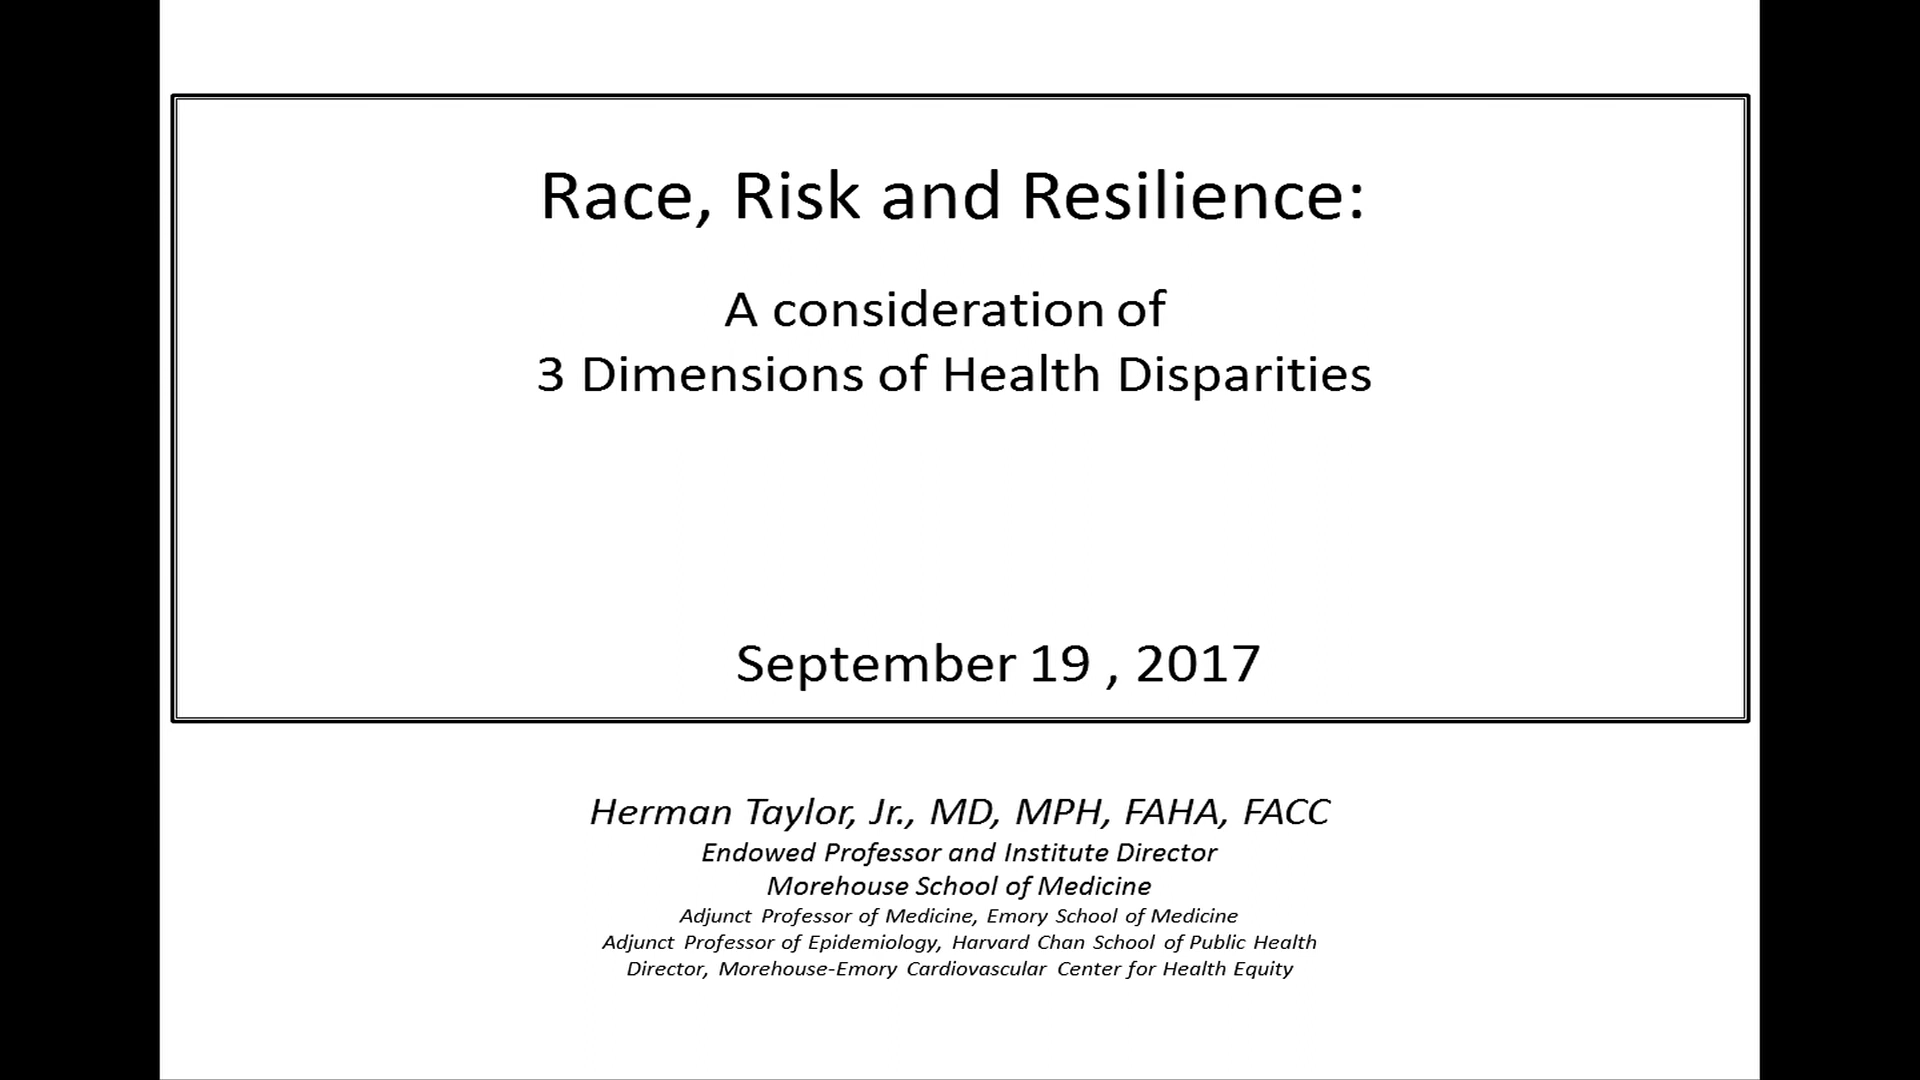 Race, Risk and Resilience:
A consideration of
3 Dimensions of Health Disparities
September 19 , 2017
Herman Taylor, Jr., MD, MPH, FAHA, FACC
Endowed Professor and Institute Director
Morehouse School of Medicine
Adjunct Professor of Medicine, Emory School of Medicine
Adjunct Professor of Epidemiology, Harvard Chan School of Public Health
Director, Morehouse-Emory Cardiovascular Center for Health Equity